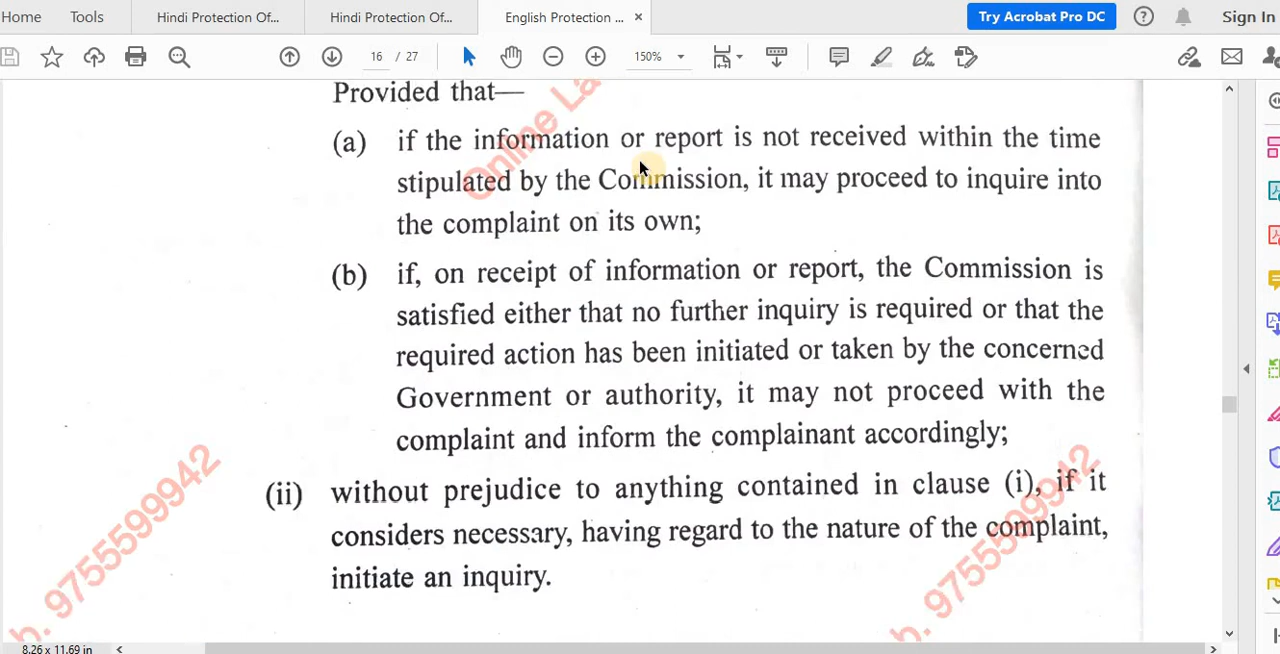 Home Tools Hindi Protection Of... Hindi Protection Of... English Protection ... × Try Acrobat Pro DC Sign In
16 / 27 150%
Provided that—
(a) if the information or report is not received within the time
stipulated by the Commission, it may proceed to inquire into
the complaint on its own;
(b) if, on receipt of information or report, the Commission is
satisfied either that no further inquiry is required or that the
required action has been initiated or taken by the concerned
Government or authority, it may not proceed with the
complaint and inform the complainant accordingly;
(ii) without prejudice to anything contained in clause (i), if it
considers necessary, having regard to the nature of the complaint,
initiate an inquiry.
Online La
b. 9755599942
b. 9755599942
8.26 x 11.69 in